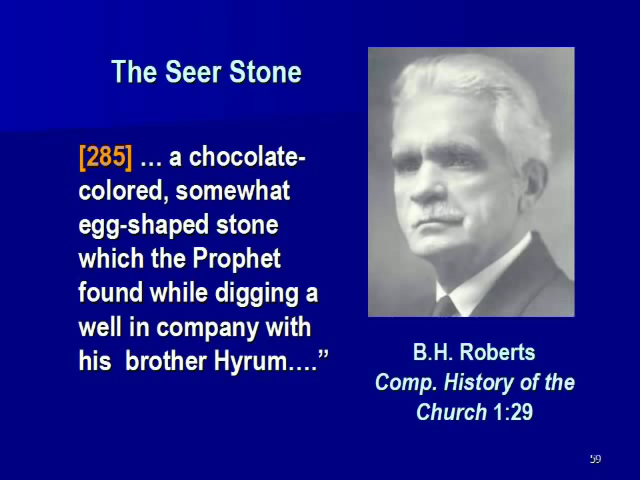 The Seer Stone
[285] … a chocolate-
colored, somewhat
egg-shaped stone
which the Prophet
found while digging a
well in company with
his  brother Hyrum….”
B.H. Roberts
Comp. History of the
Church 1:29
59